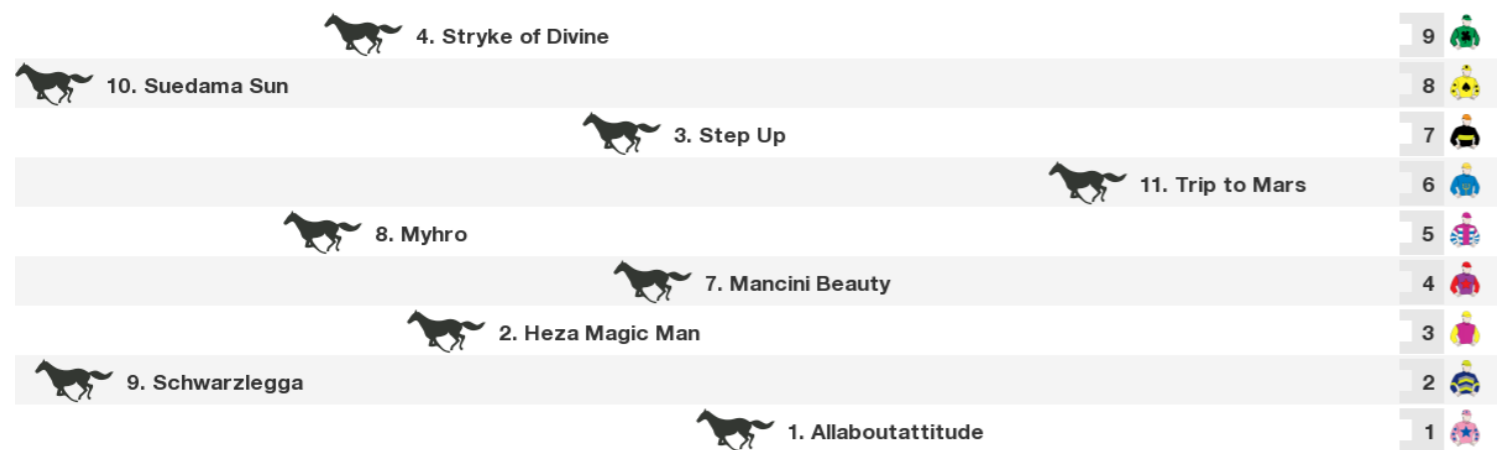 4. Stryke of Divine 9
10. Suedama Sun 8
3. Step Up 7
11. Trip to Mars 6
8. Myhro 5
7. Mancini Beauty 4
2. Heza Magic Man 3
9. Schwarzlegga 2
1. Allaboutattitude 1